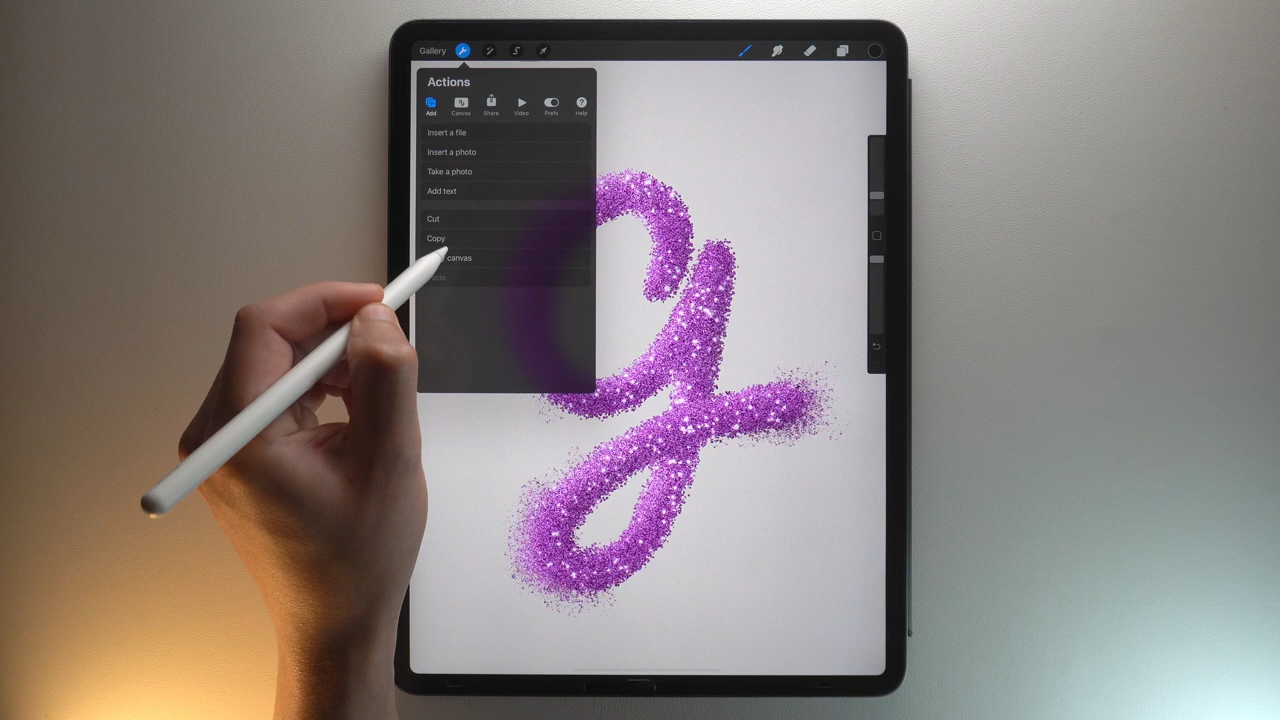 Gallery
Actions
Add Canvas Share Video Prefs Help
Insert a file
Insert a photo
Take a photo
Add text
Cut
Copy
canvas
g